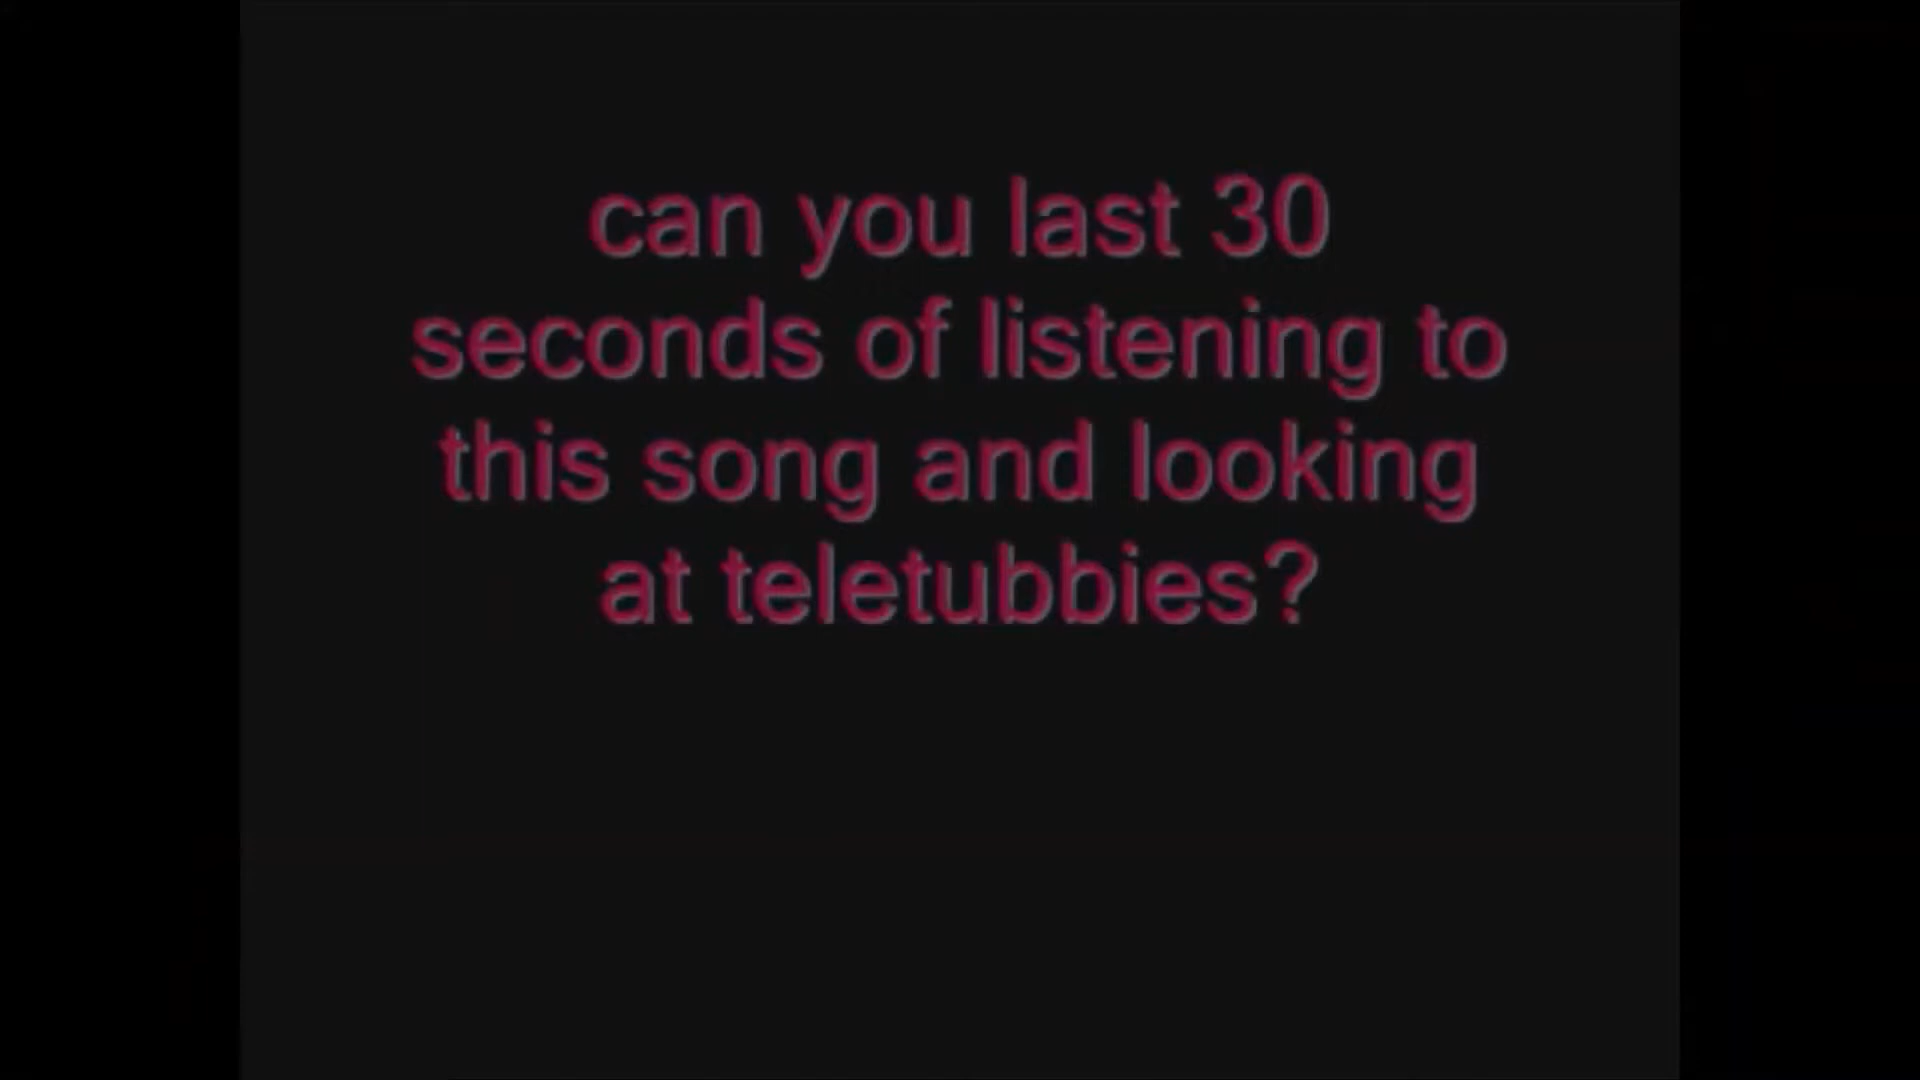 can you last 30
seconds of listening to
this song and looking
at teletubbies?